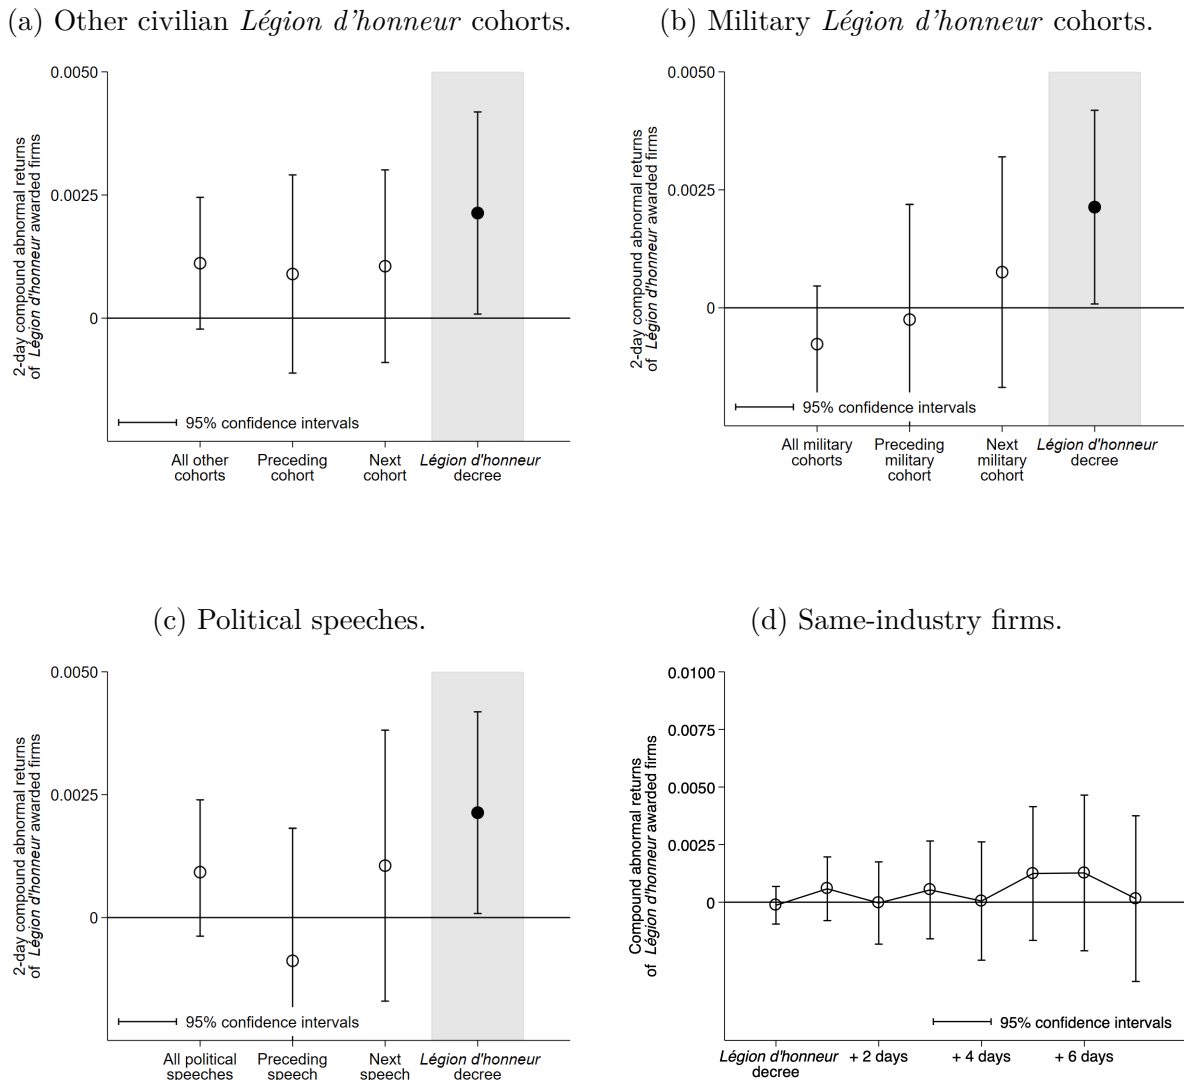 (a) Other civilian Légion d'honneur cohorts.
0.0050
0.0025
0
2-day compound abnormal returns
of Légion d'honneur awarded firms
95% confidence intervals
All other
cohorts
Preceding
cohort
Next
cohort
Légion d'honneur
decree
(b) Military Légion d'honneur cohorts.
0.0050
0.0025
0
2-day compound abnormal returns
of Légion d'honneur awarded firms
95% confidence intervals
All military
cohorts
Preceding
military
cohort
Next
military
cohort
Légion d'honneur
decree
(c) Political speeches.
0.0050
0.0025
0
2-day compound abnormal returns
of Légion d'honneur awarded firms
95% confidence intervals
All political
speeches
Preceding
speech
Next
speech
Légion d'honneur
decree
(d) Same-industry firms.
0.0100
0.0075
0.0050
0.0025
0
Compound abnormal returns
of Légion d'honneur awarded firms
95% confidence intervals
Légion d'honneur
decree
+ 2 days
+ 4 days
+ 6 days